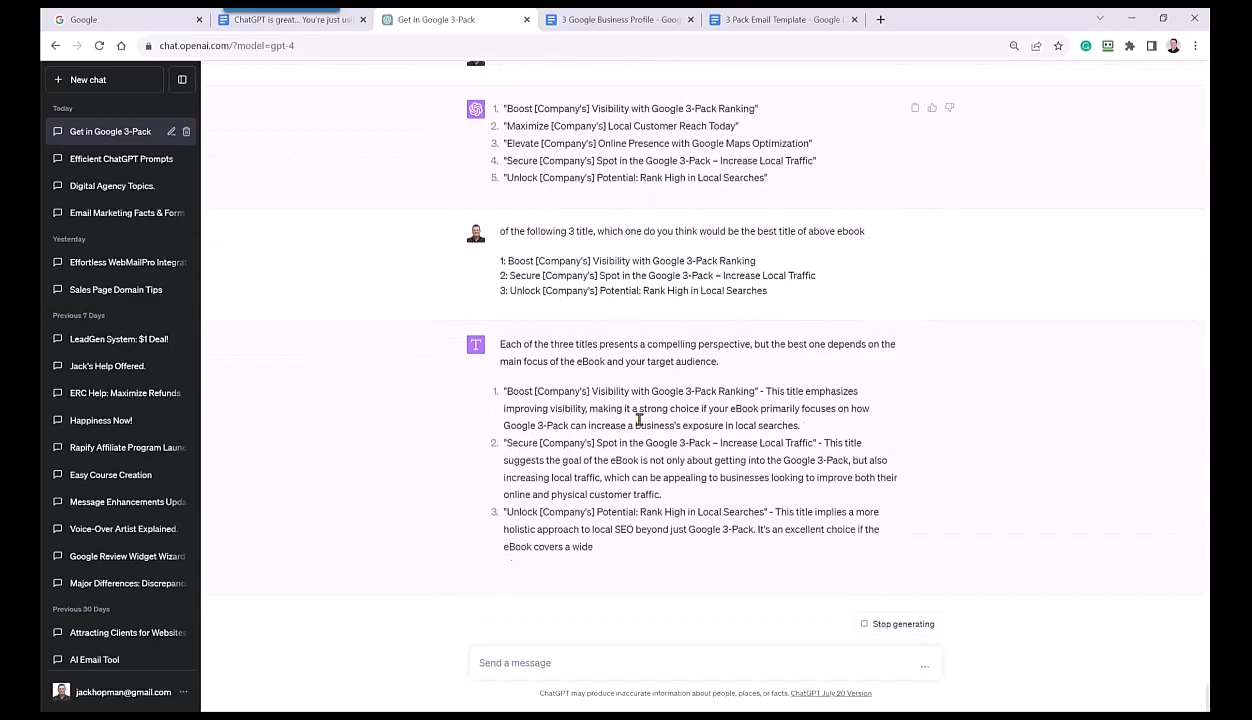 Google
ChatGPT is great... You're just usi
Get in Google 3-Pack
3 Google Business Profile - Goog
3 Pack Email Template - Google
chat.openai.com/?model=gpt-4
New chat
Today
Get in Google 3-Pack
Efficient ChatGPT Prompts
Digital Agency Topics.
Email Marketing Facts & Form
Yesterday
Effortless WebMailPro Integrat
Sales Page Domain Tips
Previous 7 Days
LeadGen System: $1 Deal!
Jack's Help Offered.
ERC Help: Maximize Refunds
Happiness Now!
Rapify Affiliate Program Launc
Easy Course Creation
Message Enhancements Upda
Voice-Over Artist Explained.
Google Review Widget Wizard
Major Differences: Discrepanc
Previous 30 Days
Attracting Clients for Websites
AI Email Tool
jackhopman@gmail.com
1. "Boost [Company's] Visibility with Google 3-Pack Ranking"
2. "Maximize [Company's] Local Customer Reach Today"
3. "Elevate [Company's] Online Presence with Google Maps Optimization"
4. "Secure [Company's] Spot in the Google 3-Pack – Increase Local Traffic"
5. "Unlock [Company's] Potential: Rank High in Local Searches"
of the following 3 title, which one do you think would be the best title of above ebook
1: Boost [Company's] Visibility with Google 3-Pack Ranking
2: Secure [Company's] Spot in the Google 3-Pack – Increase Local Traffic
3: Unlock [Company's] Potential: Rank High in Local Searches
T
Each of the three titles presents a compelling perspective, but the best one depends on the
main focus of the eBook and your target audience.
1. "Boost [Company's] Visibility with Google 3-Pack Ranking" - This title emphasizes
improving visibility, making it a strong choice if your eBook primarily focuses on how
Google 3-Pack can increase a business's exposure in local searches.
2. "Secure [Company's] Spot in the Google 3-Pack – Increase Local Traffic" - This title
suggests the goal of the eBook is not only about getting into the Google 3-Pack, but also
increasing local traffic, which can be appealing to businesses looking to improve both their
online and physical customer traffic.
3. "Unlock [Company's] Potential: Rank High in Local Searches" - This title implies a more
holistic approach to local SEO beyond just Google 3-Pack. It's an excellent choice if the
eBook covers a wide
Stop generating
Send a message
ChatGPT may produce inaccurate information about people, places, or facts. ChatGPT July 20 Version